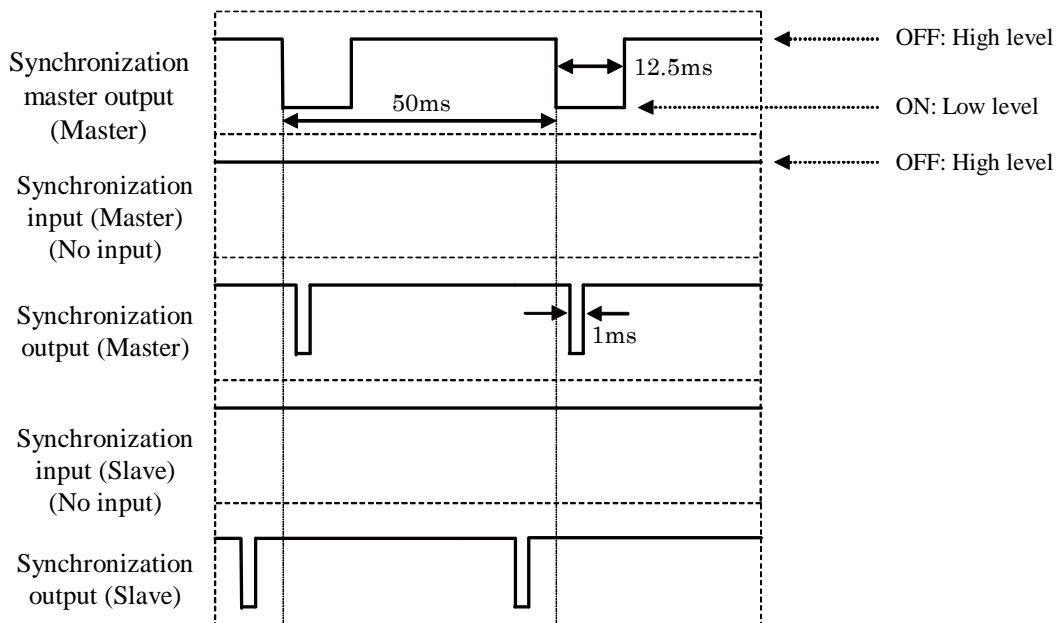 OFF: High level
Synchronization
master output
(Master)
12.5ms
50ms
ON: Low level
OFF: High level
Synchronization
input (Master)
(No input)
Synchronization
output (Master)
1ms
Synchronization
input (Slave)
(No input)
Synchronization
output (Slave)